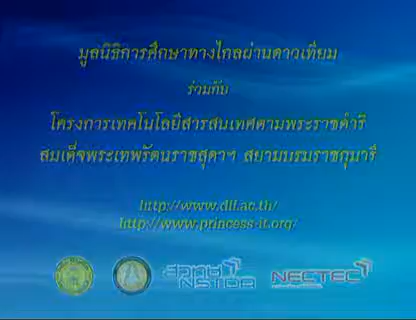 มูลนิธิการศึกษาทางไกลผ่านดาวเทียม
ร่วมกับ
โครงการเทคโนโลยีสารสนเทศตามพระราชดำริ
สมเด็จพระเทพรัตนราชสุดาฯ สยามบรมราชกุมารี
http://www.dlf.ac.th/
http://www.princess-it.org/
สวทช NECTEC
NSTDA